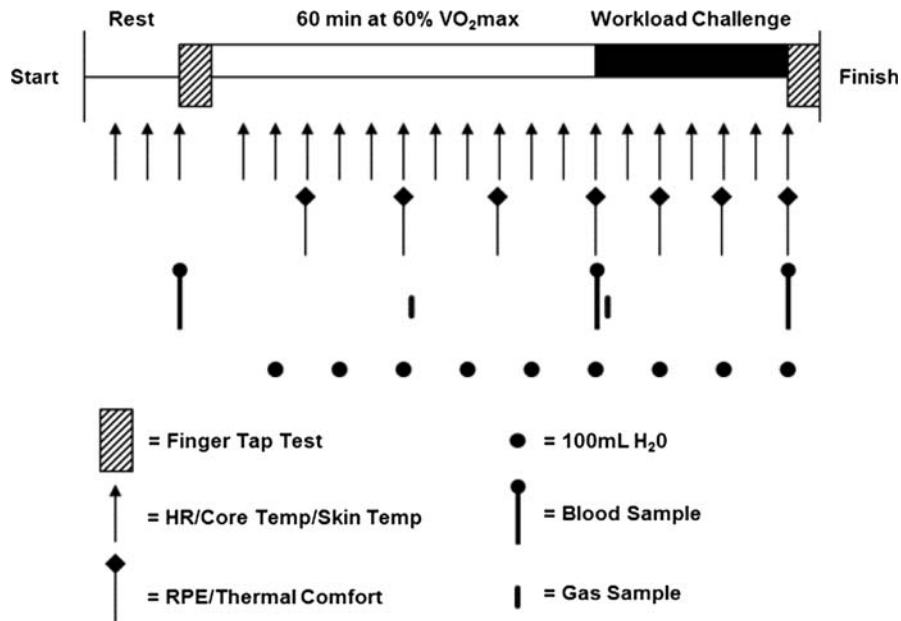 Rest 60 min at 60% VO₂max Workload Challenge
Start Finish
= Finger Tap Test = 100mL H₂0
= HR/Core Temp/Skin Temp = Blood Sample
= RPE/Thermal Comfort = Gas Sample